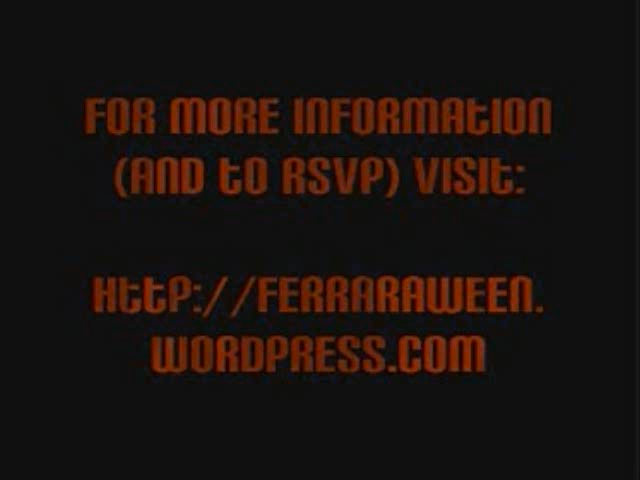 FOR MORE INFORMATION
(AND TO RSVP) VISIT:
HTTP://FERRARAWEEN.
WORDPRESS.COM